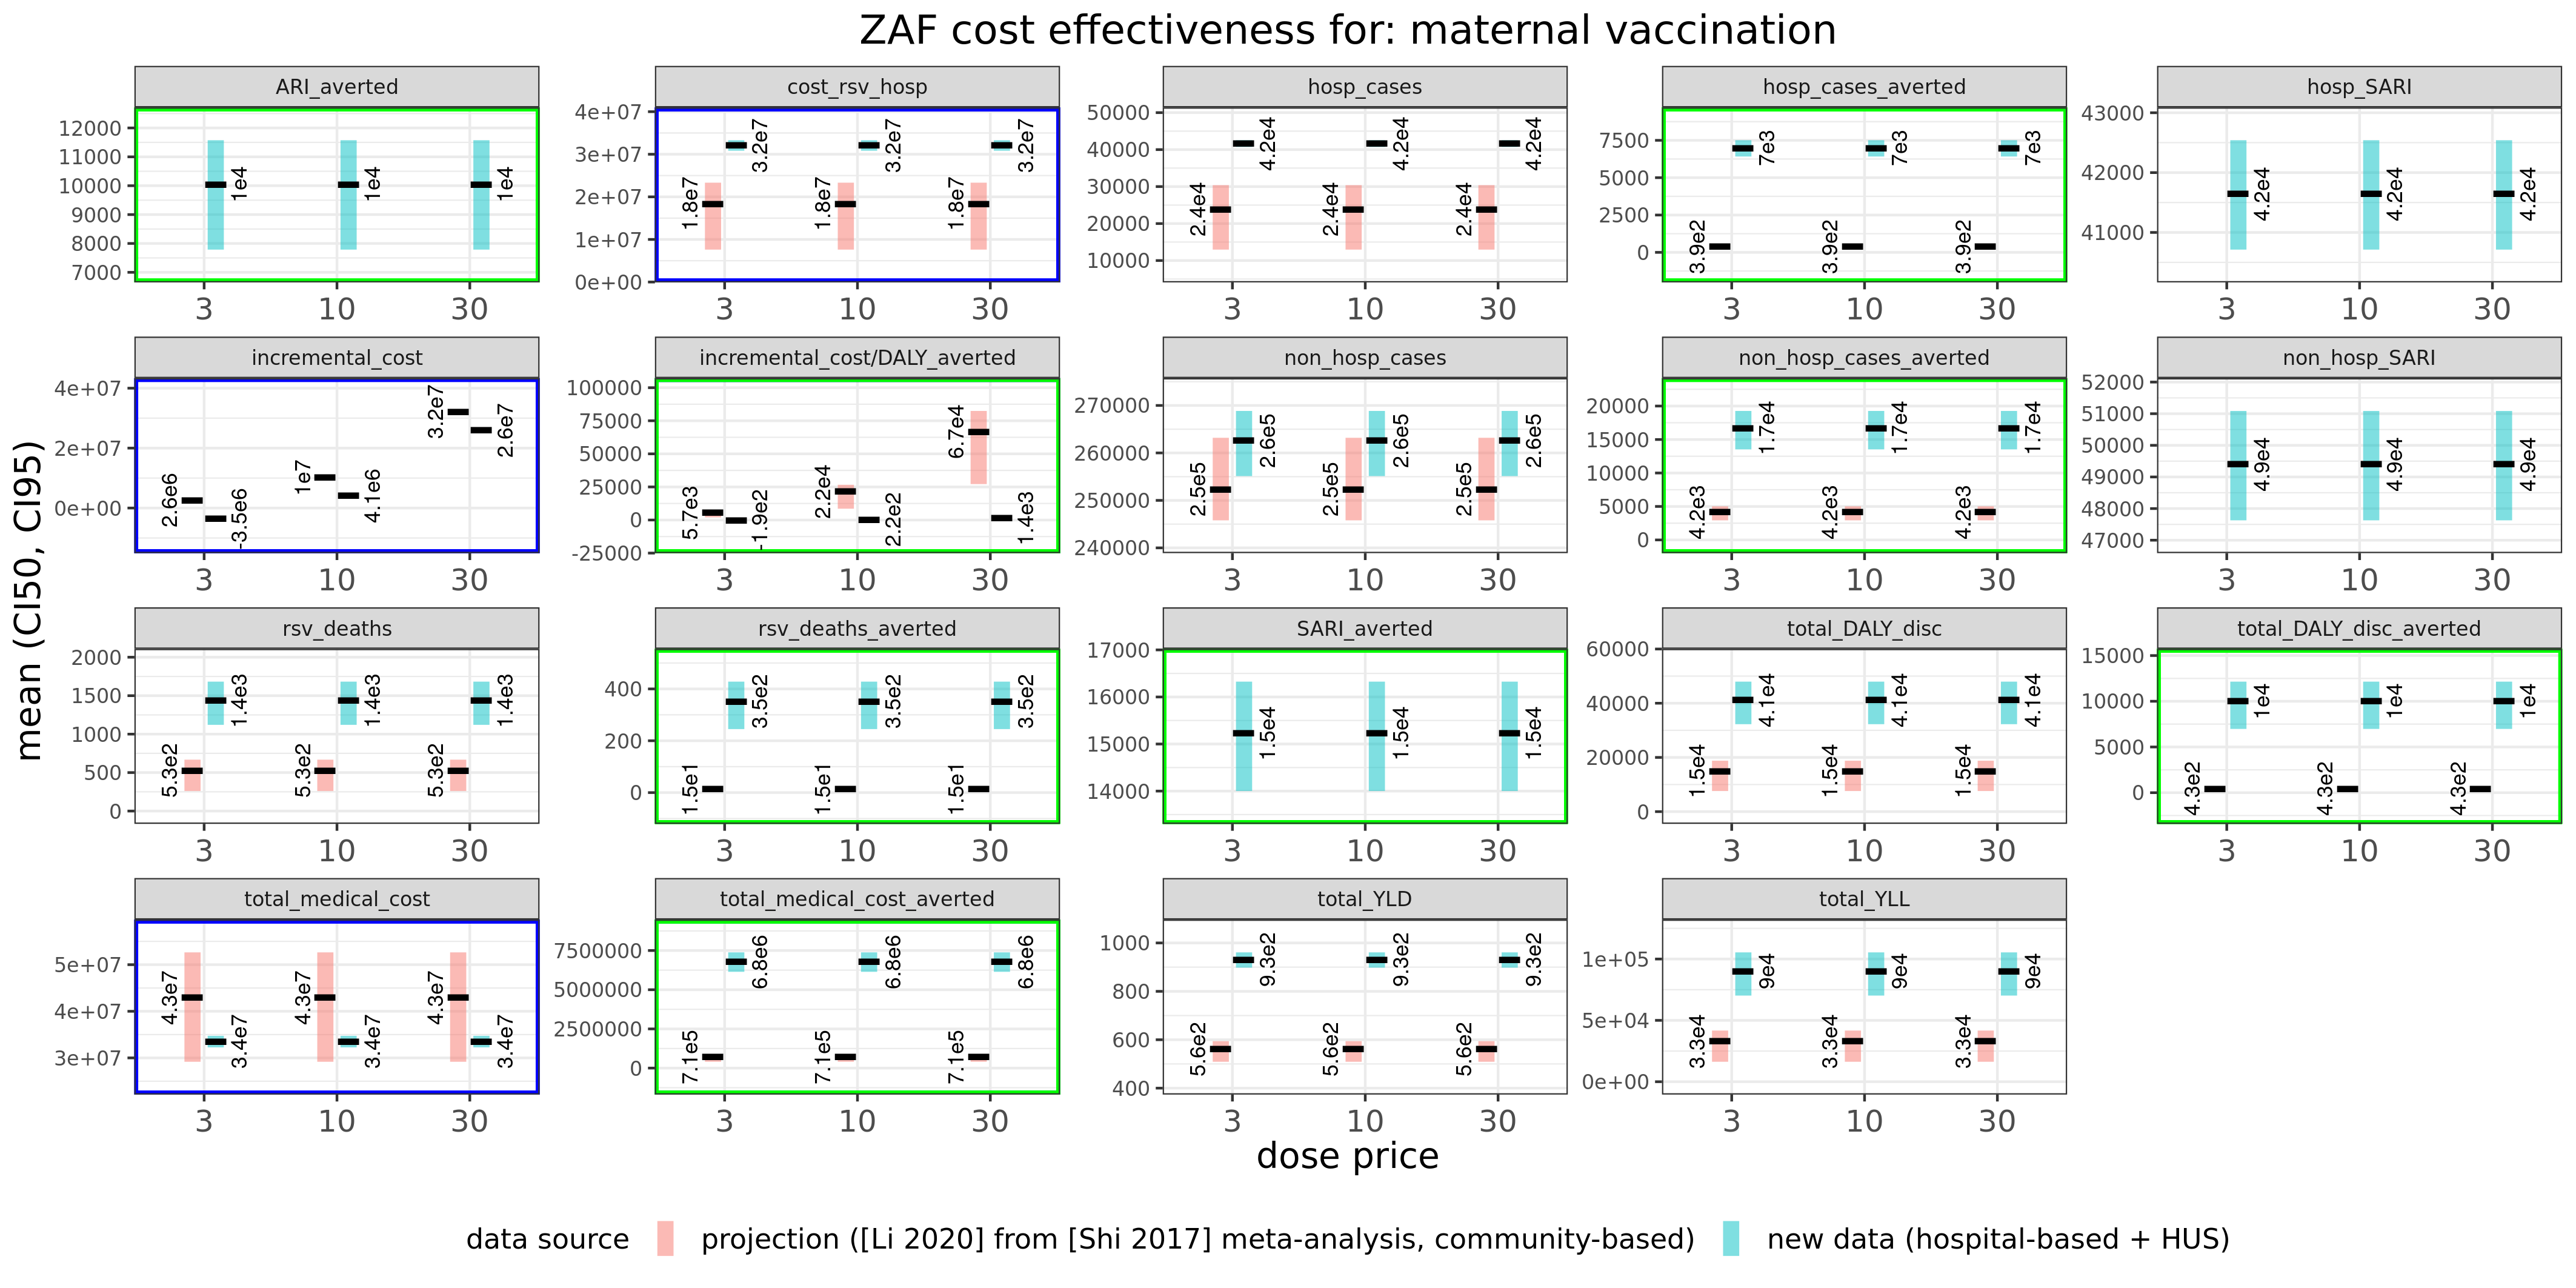 ZAF cost effectiveness for: maternal vaccination
mean (CI50, CI95)
ARI_averted
12000
11000
10000
9000
8000
7000
1e4 1e4 1e4
3 10 30
cost_rsv_hosp
4e+07
3e+07
2e+07
1e+07
0e+00
3.2e7 3.2e7 3.2e7
1.8e7 1.8e7 1.8e7
3 10 30
hosp_cases
50000
40000
30000
20000
10000
4.2e4 4.2e4 4.2e4
2.4e4 2.4e4 2.4e4
3 10 30
hosp_cases_averted
7500
5000
2500
0
7e3 7e3 7e3
3.9e2 3.9e2 3.9e2
3 10 30
hosp_SARI
43000
42000
41000
4.2e4 4.2e4 4.2e4
3 10 30
incremental_cost
4e+07
2e+07
0e+00
2.6e6 -3.5e6 1e7 4.1e6 3.2e7 2.6e7
3 10 30
incremental_cost/DALY_averted
100000
75000
50000
25000
0
-25000
5.7e3 -1.9e2 2.2e4 2.2e2 6.7e4 1.4e3
3 10 30
non_hosp_cases
270000
260000
250000
240000
2.5e5 2.6e5 2.5e5 2.6e5 2.5e5 2.6e5
3 10 30
non_hosp_cases_averted
20000
15000
10000
5000
0
1.7e4 1.7e4 1.7e4
4.2e3 4.2e3 4.2e3
3 10 30
non_hosp_SARI
52000
51000
50000
49000
48000
47000
4.9e4 4.9e4 4.9e4
3 10 30
rsv_deaths
2000
1500
1000
500
0
1.4e3 1.4e3 1.4e3
5.3e2 5.3e2 5.3e2
3 10 30
rsv_deaths_averted
400
200
0
3.5e2 3.5e2 3.5e2
1.5e1 1.5e1 1.5e1
3 10 30
SARI_averted
17000
16000
15000
14000
1.5e4 1.5e4 1.5e4
3 10 30
total_DALY_disc
60000
40000
20000
0
4.1e4 4.1e4 4.1e4
1.5e4 1.5e4 1.5e4
3 10 30
total_DALY_disc_averted
15000
10000
5000
0
1e4 1e4 1e4
4.3e2 4.3e2 4.3e2
3 10 30
total_medical_cost
5e+07
4e+07
3e+07
4.3e7 3.4e7 4.3e7 3.4e7 4.3e7 3.4e7
3 10 30
total_medical_cost_averted
7500000
5000000
2500000
0
6.8e6 6.8e6 6.8e6
7.1e5 7.1e5 7.1e5
3 10 30
total_YLD
1000
800
600
400
9.3e2 9.3e2 9.3e2
5.6e2 5.6e2 5.6e2
3 10 30
total_YLL
1e+05
5e+04
0e+00
9e4 9e4 9e4
3.3e4 3.3e4 3.3e4
3 10 30
dose price
data source projection ([Li 2020] from [Shi 2017] meta-analysis, community-based) new data (hospital-based + HUS)